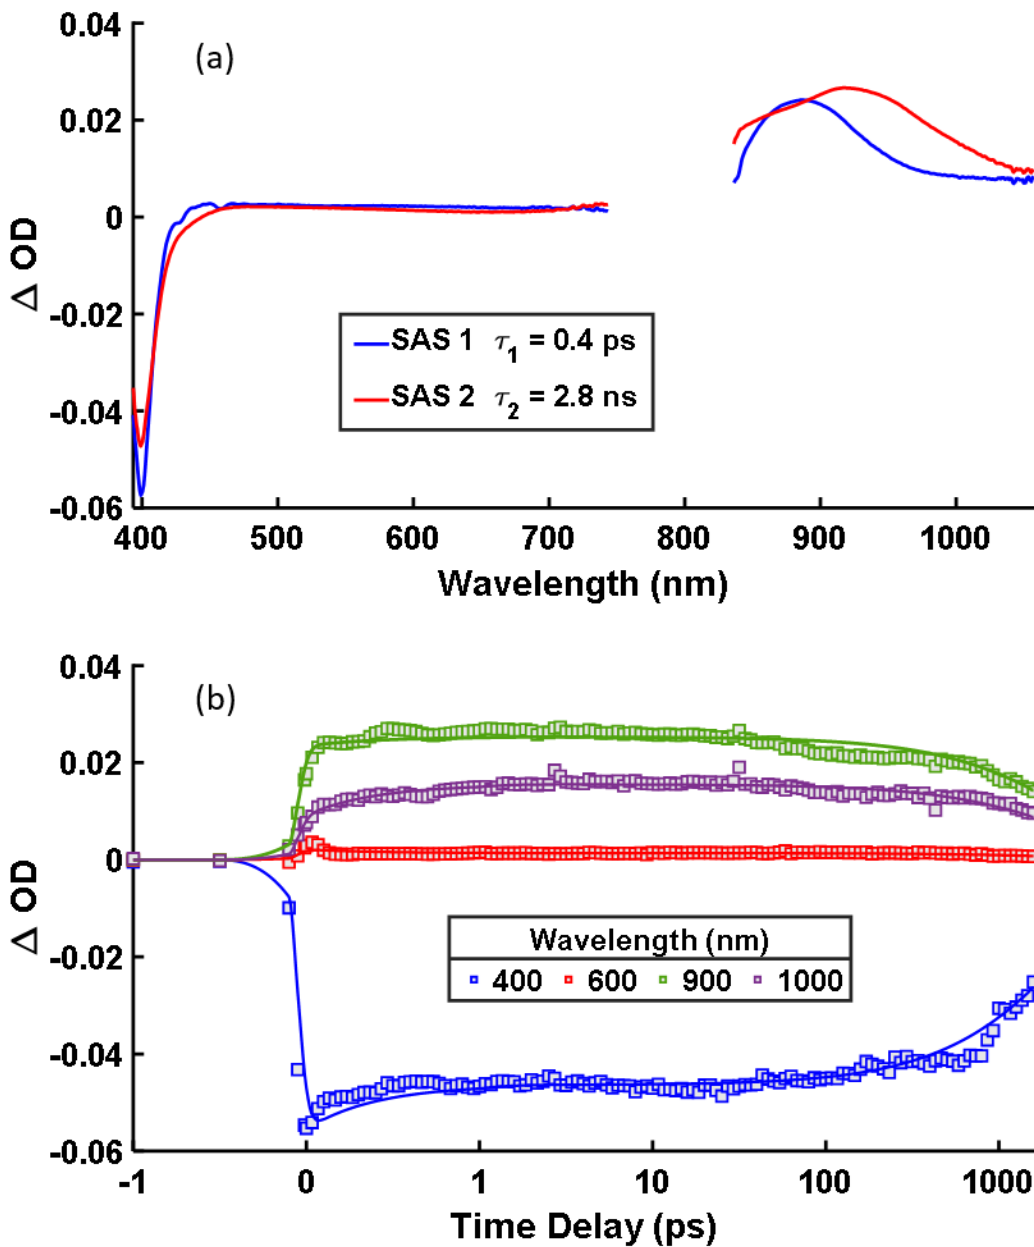 0.04
(a)
0.02
0
-0.02
-0.04
-0.06
Δ OD
SAS 1 τ1 = 0.4 ps
SAS 2 τ2 = 2.8 ns
400 500 600 700 800 900 1000
Wavelength (nm)
0.04
(b)
0.02
0
-0.02
-0.04
-0.06
Δ OD
Wavelength (nm)
400 600 900 1000
-1 0 1 10 100 1000
Time Delay (ps)